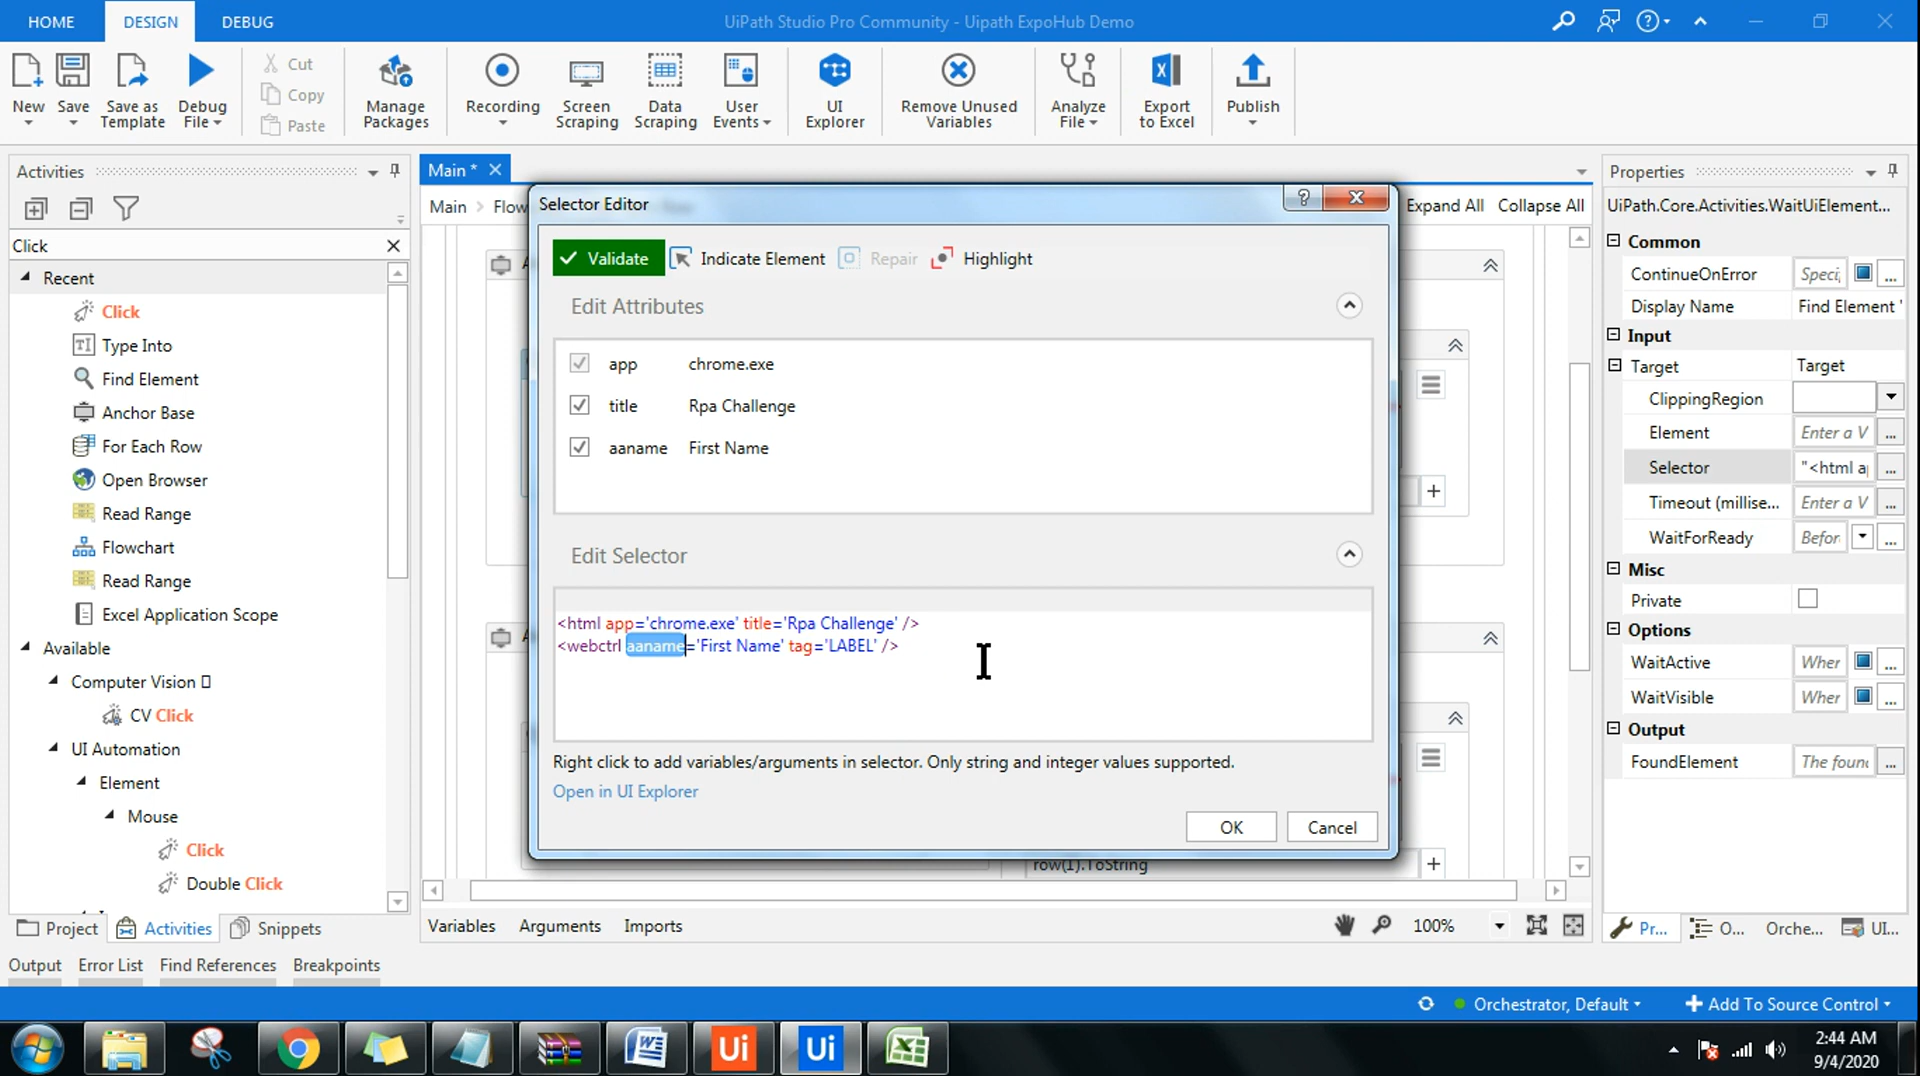 HOME
DESIGN
DEBUG
UiPath Studio Pro Community - Uipath ExpoHub Demo
New
Save
Save as
Template
Debug
File
Cut
Copy
Paste
Manage
Packages
Recording
Screen
Scraping
Data
Scraping
User
Events
UI
Explorer
Remove Unused
Variables
Analyze
File
Export
to Excel
Publish
Activities
Click
Recent
Click
Type Into
Find Element
Anchor Base
For Each Row
Open Browser
Read Range
Flowchart
Read Range
Excel Application Scope
Available
Computer Vision
CV Click
UI Automation
Element
Mouse
Click
Double Click
Project
Activities
Snippets
Main *
Main > Flow
Expand All
Collapse All
Selector Editor
Validate
Indicate Element
Repair
Highlight
Edit Attributes
app chrome.exe
title Rpa Challenge
aaname First Name
Edit Selector
<html app='chrome.exe' title='Rpa Challenge' />
<webctrl aaname='First Name' tag='LABEL' />
Right click to add variables/arguments in selector. Only string and integer values supported.
Open in UI Explorer
OK
Cancel
row(1).ToString
Variables
Arguments
Imports
100%
Properties
UiPath.Core.Activities.WaitUiElement...
Common
ContinueOnError Speci ...
Display Name Find Element '
Input
Target Target
ClippingRegion
Element Enter a V ...
Selector "<html a ...
Timeout (millise... Enter a V ...
WaitForReady Befor ...
Misc
Private
Options
WaitActive Wher ...
WaitVisible Wher ...
Output
FoundElement The foun ...
Pr...
O...
Orche...
UI...
Output
Error List
Find References
Breakpoints
Orchestrator, Default
Add To Source Control
Ui
Ui
2:44 AM
9/4/2020